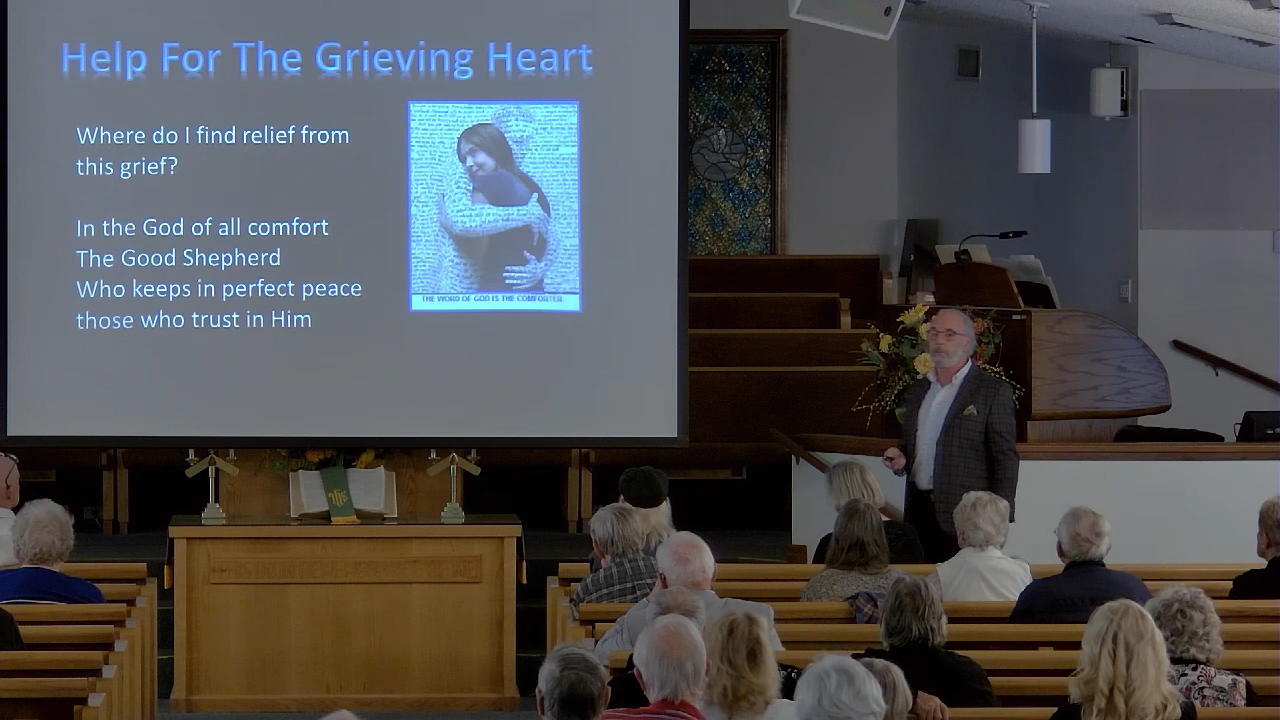 Help For The Grieving Heart
Where do I find relief from
this grief?
In the God of all comfort
The Good Shepherd
Who keeps in perfect peace
those who trust in Him
THE WORD OF GOD IS THE COMFORTER